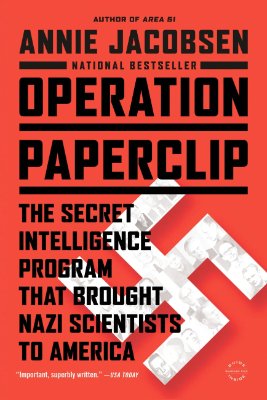 AUTHOR OF AREA 51
ANNIE JACOBSEN
NATIONAL BESTSELLER
OPERATION
PAPERCLIP
THE SECRET
INTELLIGENCE
PROGRAM
THAT BROUGHT
NAZI SCIENTISTS
TO AMERICA
"Important, superbly written." —USA TODAY